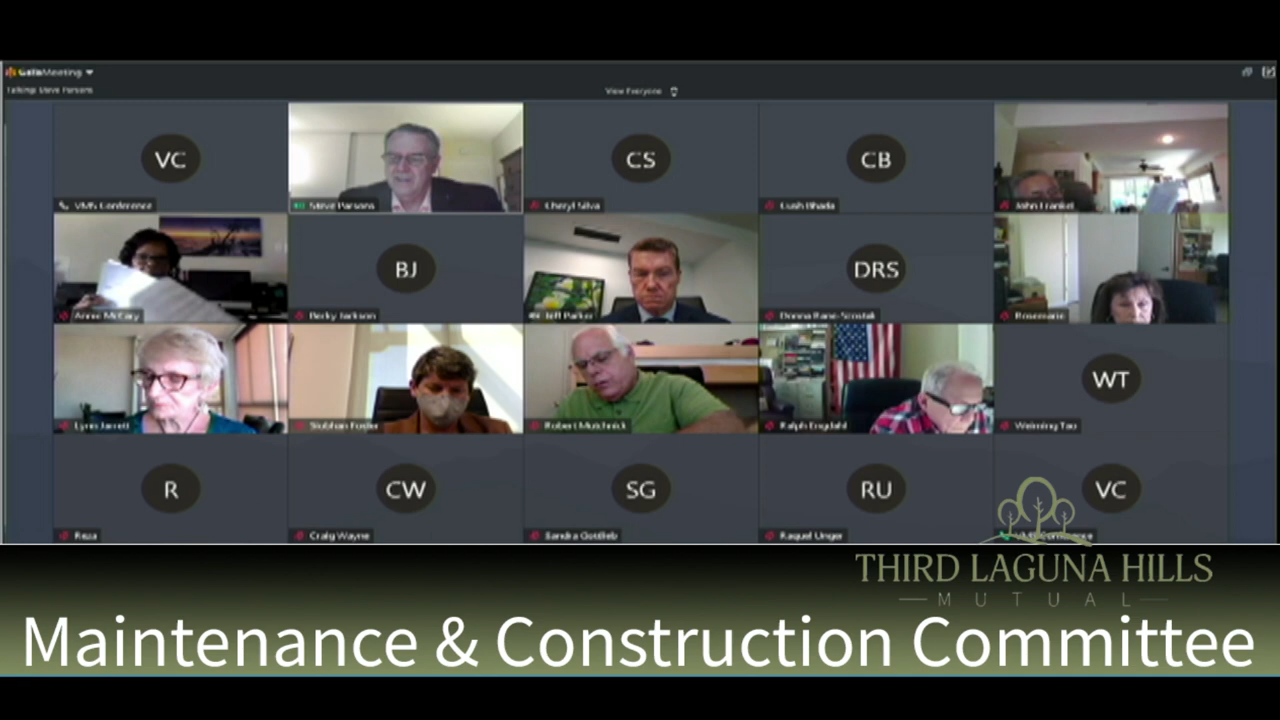 GoToMeeting
Talking: Steve Parsons
View Everyone
VC
CS
CB
VMS Conference
Steve Parsons
Cheryl Silva
Cush Bhada
John Frankel
BJ
DRS
Annie McCary
Becky Jackson
Jeff Parker
Donna Rane-Szostak
Rosemarie
WT
Lynn Jarrett
Siobhan Foster
Robert Mutchnick
Ralph Engdahl
Weiming Tao
R
CW
SG
RU
VC
Reza
Craig Wayne
Sandra Gottlieb
Raquel Unger
THIRD LAGUNA HILLS
MUTUAL
Maintenance & Construction Committee